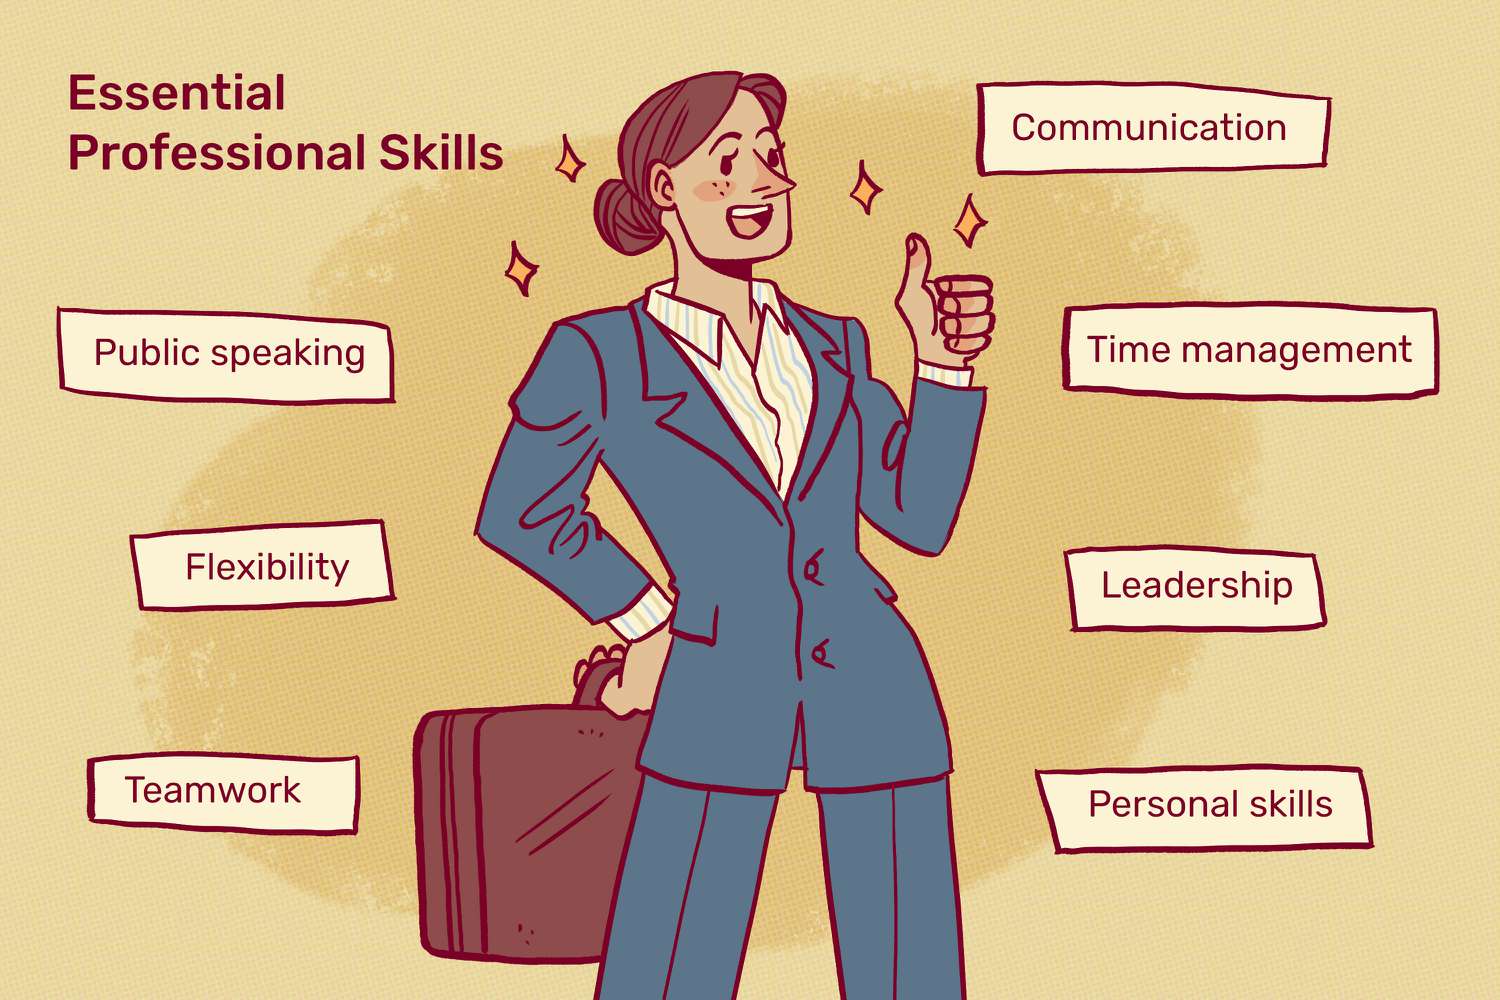 Essential
Professional Skills
Public speaking
Flexibility
Teamwork
Communication
Time management
Leadership
Personal skills